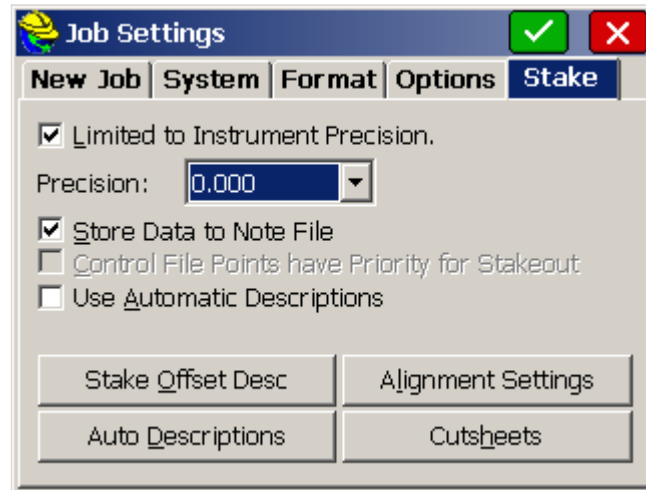 Job Settings
New Job System Format Options Stake
Limited to Instrument Precision.
Precision: 0.000
Store Data to Note File
Control File Points have Priority for Stakeout
Use Automatic Descriptions
Stake Offset Desc Alignment Settings
Auto Descriptions Cutsheets